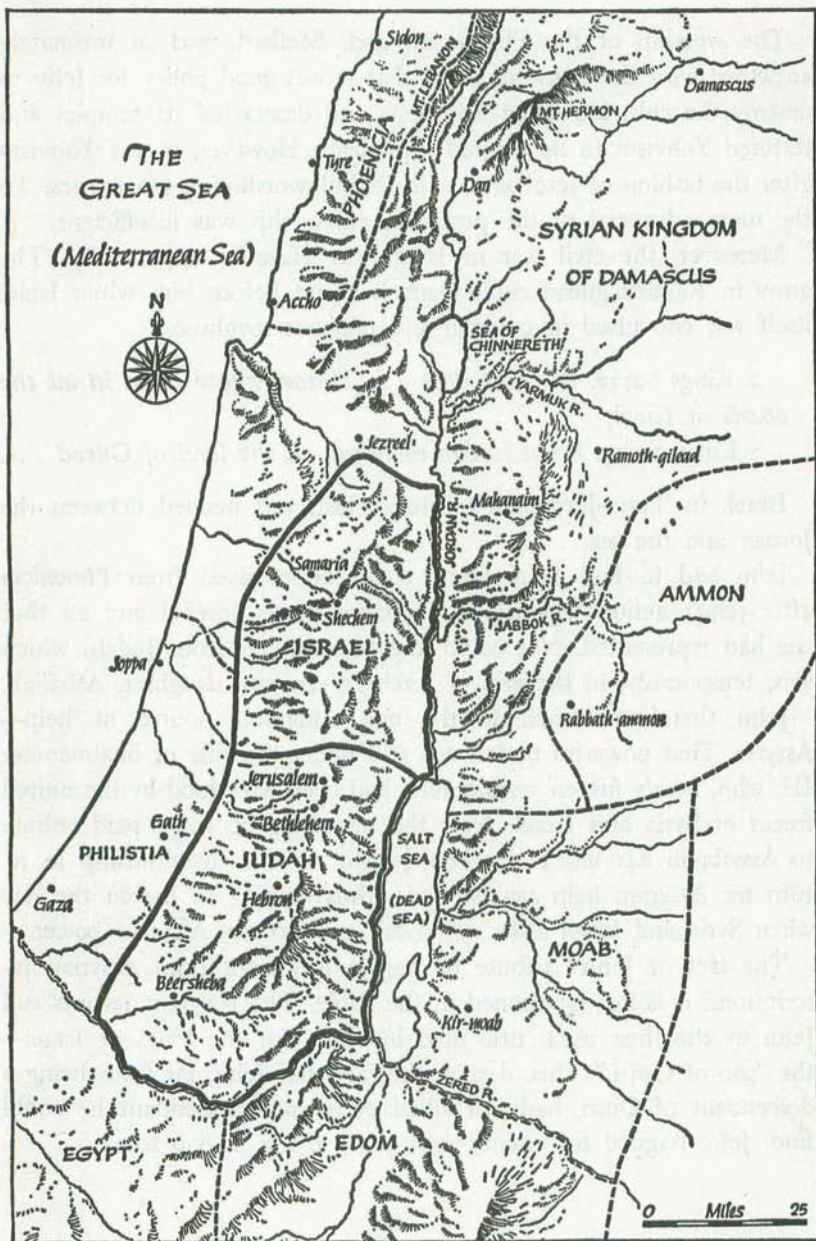 Sidon
LEBANON
Damascus
MT. HERMON
THE
GREAT SEA
(Mediterranean Sea)
Tyre
PHOENICIA
Dan
SYRIAN KINGDOM
OF DAMASCUS
N
Accho
SEA OF
CHINNERETH
YARMUK R.
Jezreel
Ramoth-gilead
Mahanaim
JORDAN R.
Samaria
Shechem
ISRAEL
JABBOK R.
AMMON
Joppa
Rabbath-ammon
Jerusalem
Bethlehem
Gath
PHILISTIA
JUDAH
SALT
SEA
(DEAD
SEA)
Hebron
Gaza
MOAB
Beersheba
Kir-moab
ZERED R.
EGYPT
EDOM
0 Miles 25